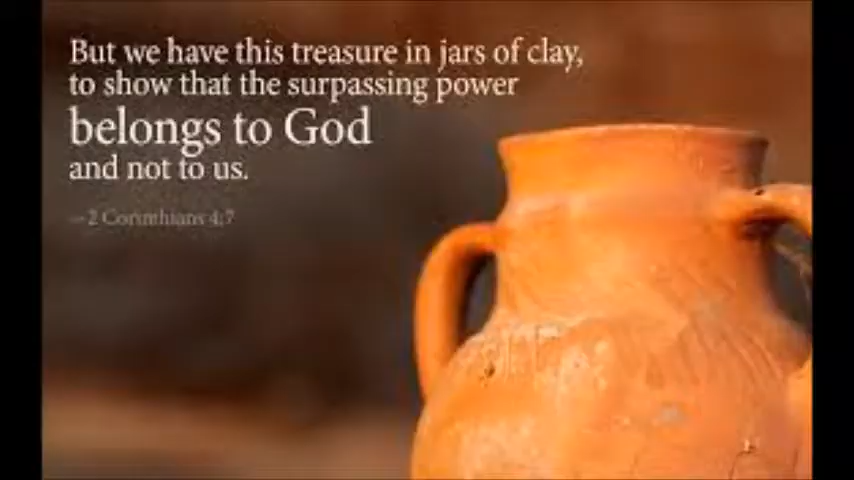 But we have this treasure in jars of clay,
to show that the surpassing power
belongs to God
and not to us.
—2 Corinthians 4:7